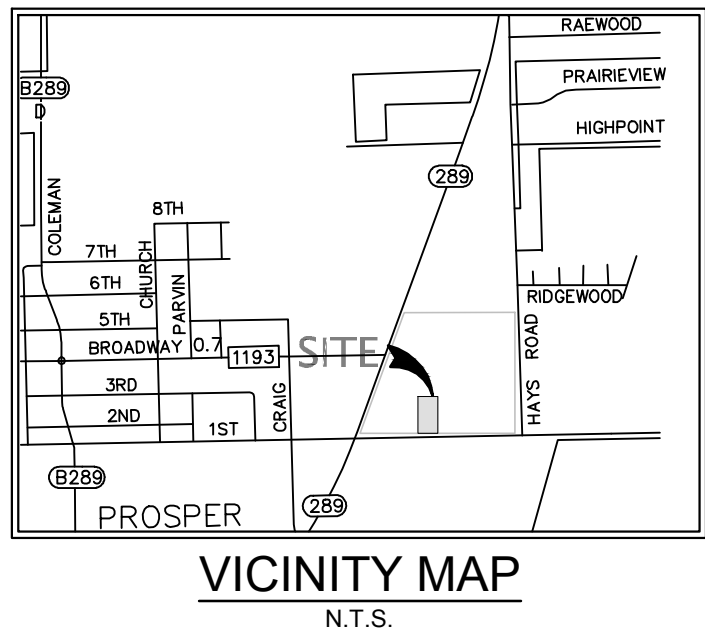 RAEWOOD
PRAIRIEVIEW
B289
D
HIGHPOINT
289
8TH
COLEMAN
7TH
CHURCH
6TH
PARVIN
RIDGEWOOD
5TH
HAYS ROAD
BROADWAY
0.7
1193
SITE
3RD
CRAIG
2ND
1ST
B289
289
PROSPER
VICINITY MAP
N.T.S.